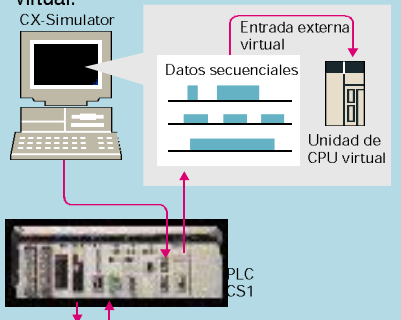 virtual.
CX-Simulator
Entrada externa
virtual
Datos secuenciales
Unidad de
CPU virtual
PLC
CS1